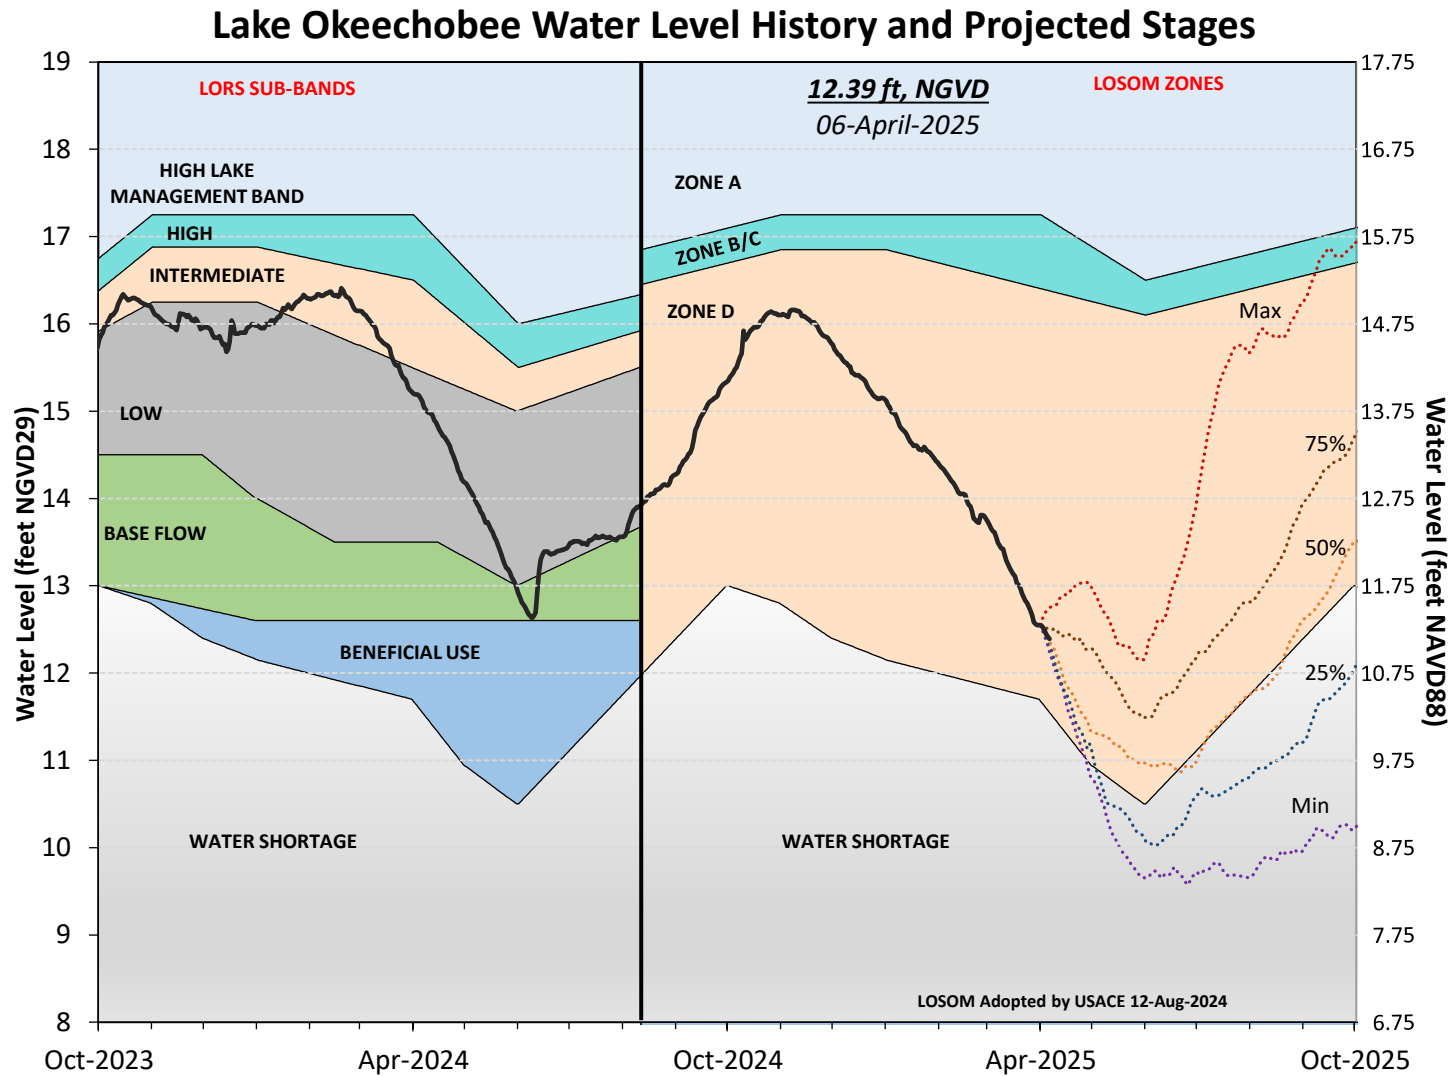 Lake Okeechobee Water Level History and Projected Stages
19
18
17
16
15
14
13
12
11
10
9
8
Water Level (feet NGVD29)
17.75
16.75
15.75
14.75
13.75
12.75
11.75
10.75
9.75
8.75
7.75
6.75
Water Level (feet NAVD88)
LORS SUB-BANDS
12.39 ft, NGVD
06-April-2025
LOSOM ZONES
HIGH LAKE
MANAGEMENT BAND
HIGH
INTERMEDIATE
LOW
BASE FLOW
BENEFICIAL USE
WATER SHORTAGE
ZONE A
ZONE B/C
ZONE D
WATER SHORTAGE
Max
75%
50%
25%
Min
LOSOM Adopted by USACE 12-Aug-2024
Oct-2023
Apr-2024
Oct-2024
Apr-2025
Oct-2025